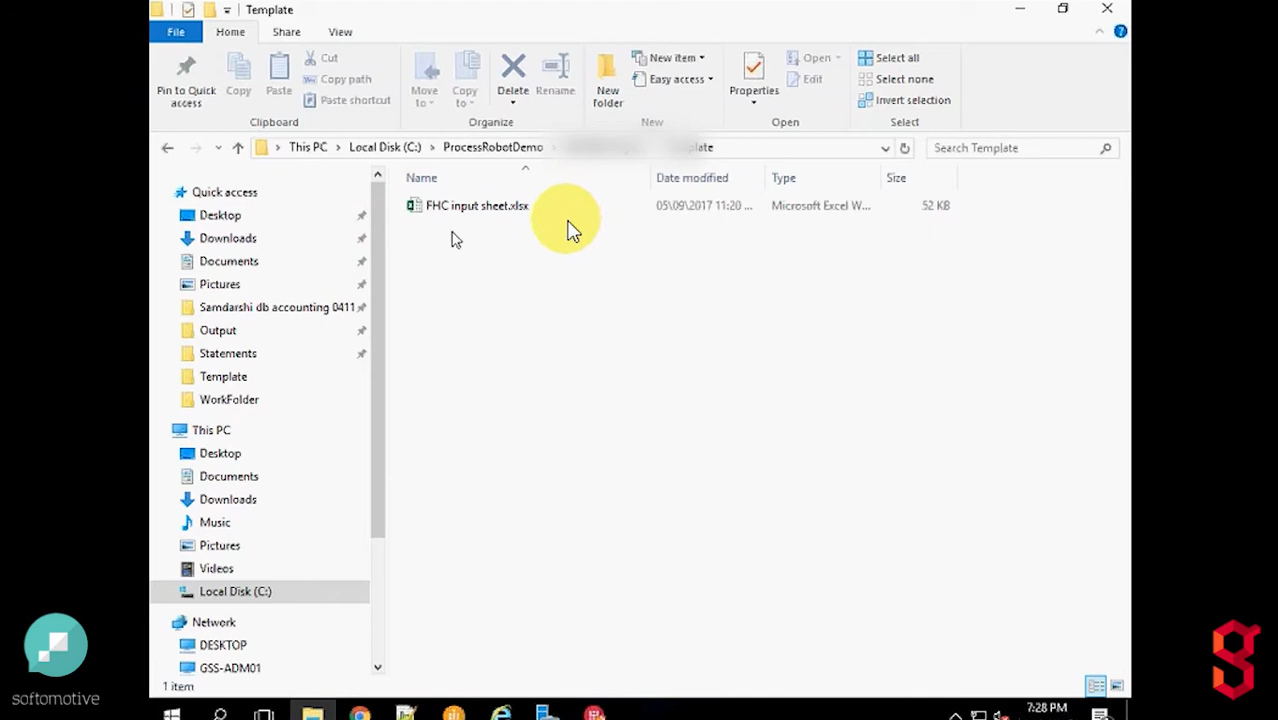 Template
File Home Share View
Pin to Quick access
Copy
Paste
Cut
Copy path
Paste shortcut
Clipboard
Move to
Copy to
Delete
Rename
Organize
New folder
New item
Easy access
New
Properties
Open
Edit
Open
Select all
Select none
Invert selection
Select
This PC Local Disk (C:) ProcessRobotDemo
Search Template
Name Date modified Type Size
FHC input sheet.xlsx 05\09\2017 11:20 ... Microsoft Excel W... 52 KB
Quick access
Desktop
Downloads
Documents
Pictures
Samdarshi db accounting 0411
Output
Statements
Template
WorkFolder
This PC
Desktop
Documents
Downloads
Music
Pictures
Videos
Local Disk (C:)
Network
DESKTOP
GSS-ADM01
1 item
softomotive
7:28 PM